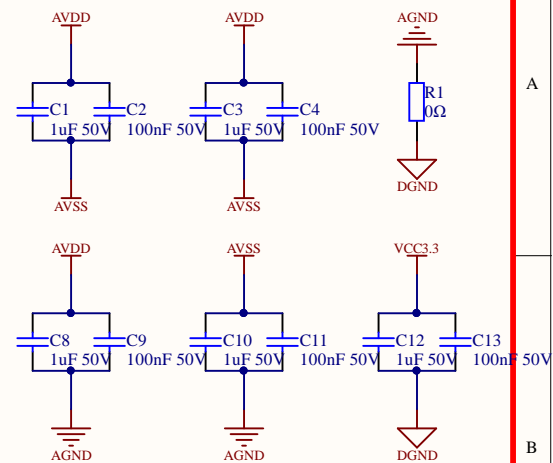 AVDD
AVDD
AGND
A
C1
C2
C3
C4
R1
1uF 50V
100nF 50V
1uF 50V
100nF 50V
0Ω
AVSS
AVSS
DGND
AVDD
AVSS
VCC3.3
C8
C9
C10
C11
C12
C13
1uF 50V
100nF 50V
1uF 50V
100nF 50V
1uF 50V
100nF 50V
AGND
AGND
DGND
B